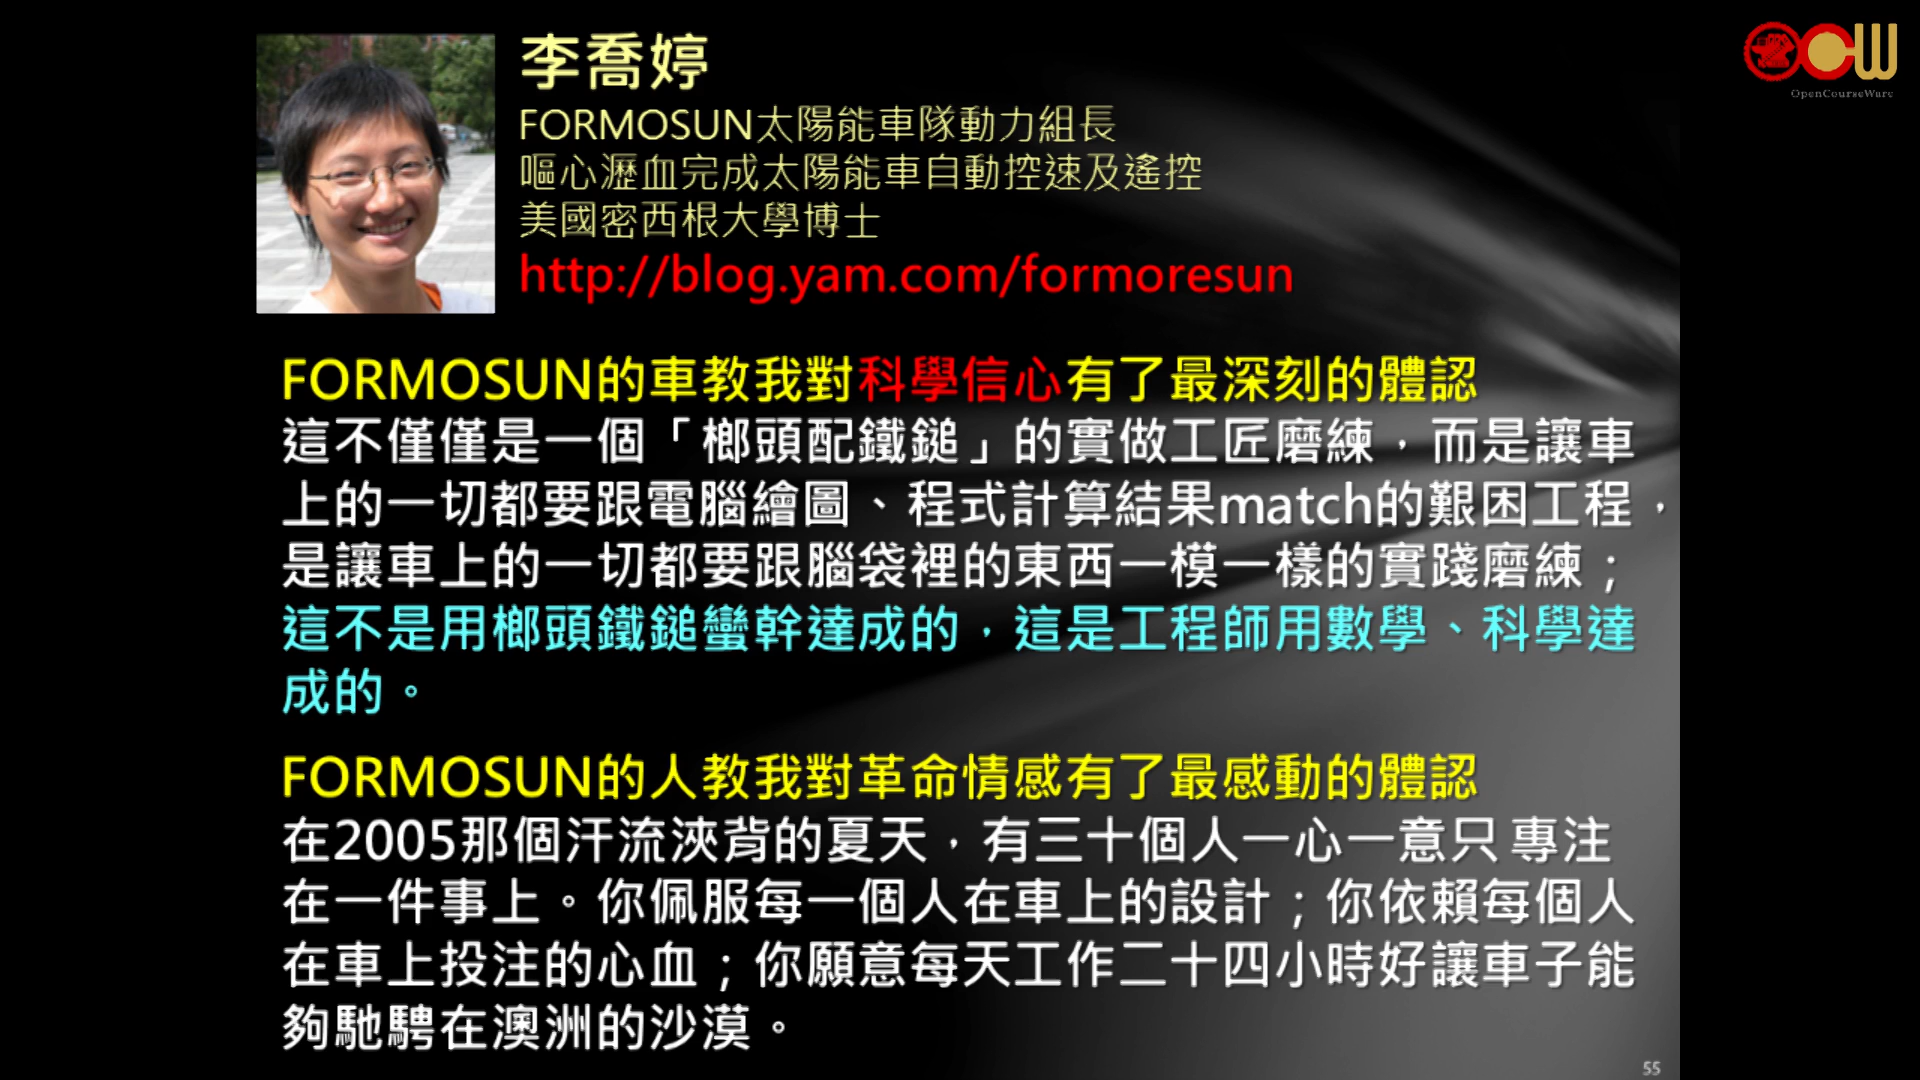 李喬婷
FORMOSUN太陽能車隊動力組長
嘔心瀝血完成太陽能車自動控速及遙控
美國密西根大學博士
http://blog.yam.com/formoresun
FORMOSUN的車教我對科學信心有了最深刻的體認
這不僅僅是一個「榔頭配鐵鎚」的實做工匠磨練，而是讓車
上的一切都要跟電腦繪圖、程式計算結果match的艱困工程，
是讓車上的一切都要跟腦袋裡的東西一模一樣的實踐磨練；
這不是用榔頭鐵鎚蠻幹達成的，這是工程師用數學、科學達
成的。
FORMOSUN的人教我對革命情感有了最感動的體認
在2005那個汗流浹背的夏天，有三十個人一心一意只 專注
在一件事上。你佩服每一個人在車上的設計；你依賴每個人
在車上投注的心血；你願意每天工作二十四小時好讓車子能
夠馳騁在澳洲的沙漠。
55
OCW
OpenCourseWare